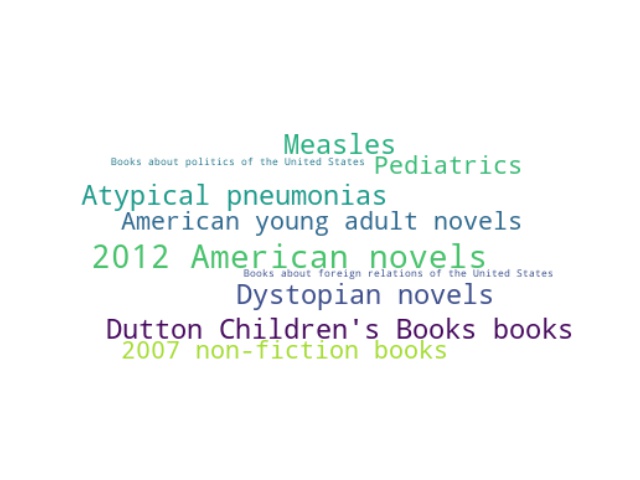 Measles
Books about politics of the United States
Pediatrics
Atypical pneumonias
American young adult novels
2012 American novels
Books about foreign relations of the United States
Dystopian novels
Dutton Children's Books books
2007 non-fiction books